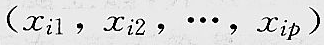 (x_{i1}, x_{i2}, ⋯, x_{ip})